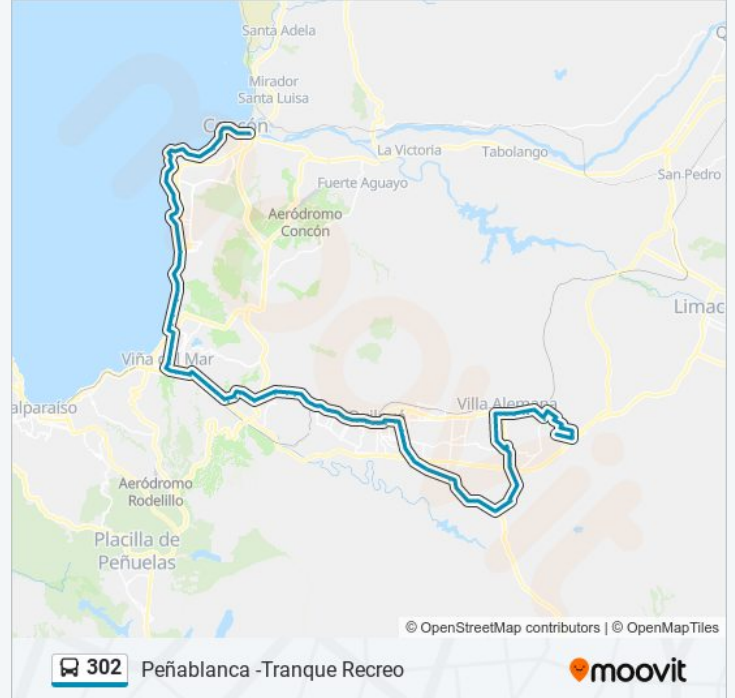 Santa Adela
Mirador
Santa Luisa
Concón
La Victoria
Tabolango
San Pedro
Fuerte Aguayo
Aeródromo
Concón
Limac
Viña del Mar
Villa Alemana
alparaíso
Aeródromo
Rodelillo
Placilla de
Peñuelas
© OpenStreetMap contributors | © OpenMapTiles
302 Peñablanca -Tranque Recreo
moovit